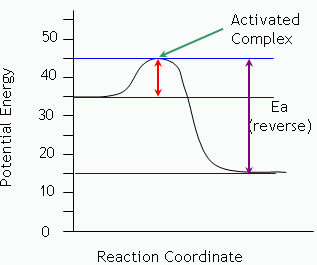 Activated
Complex
50
40
30
20
10
0
Potential Energy
Ea
(reverse)
Reaction Coordinate